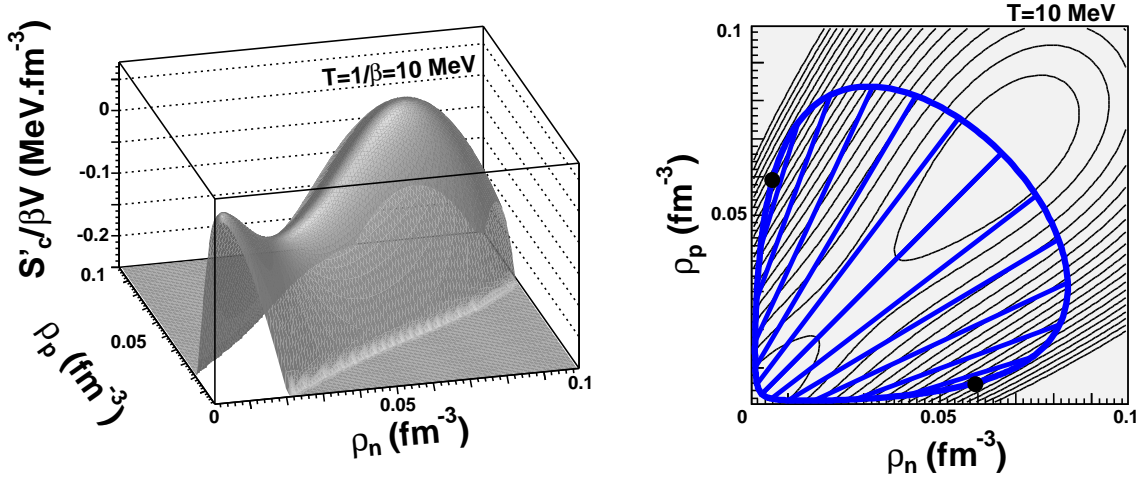 S'c/βV (MeV.fm-3)
T=1/β=10 MeV
0
-0.1
-0.2
0.1
0.05
0
0.05
0.1
ρp (fm-3)
ρn (fm-3)
T=10 MeV
0.1
0.05
0
0.05
0.1
ρp (fm-3)
ρn (fm-3)